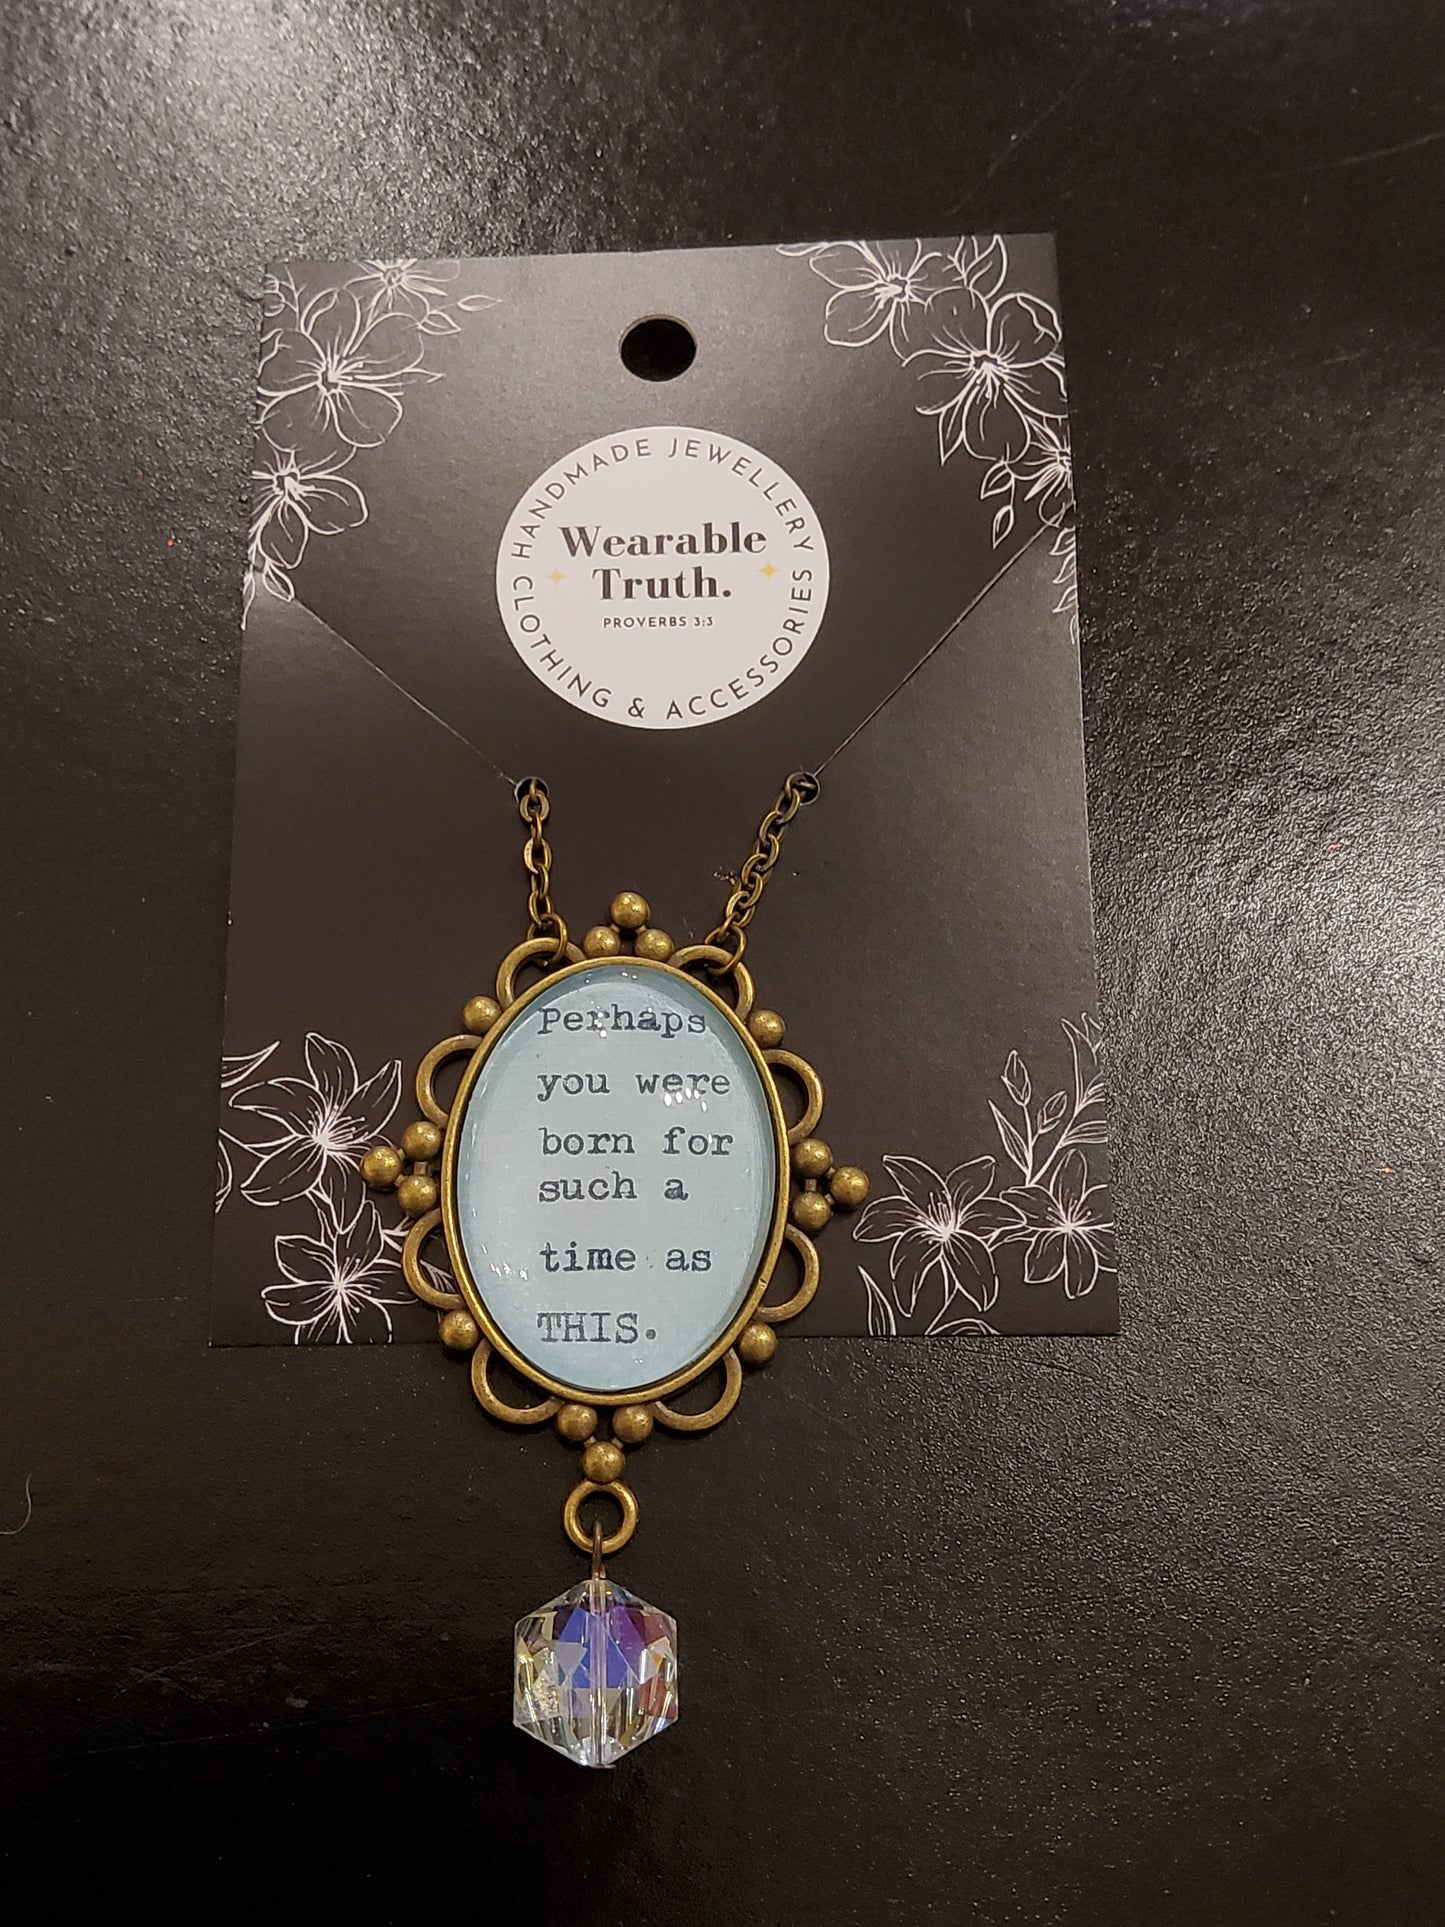 HANDMADE JEWELLERY
Wearable
Truth.
PROVERBS 3:3
CLOTHING & ACCESSORIES
Perhaps
you were
born for
such a
time as
THIS.